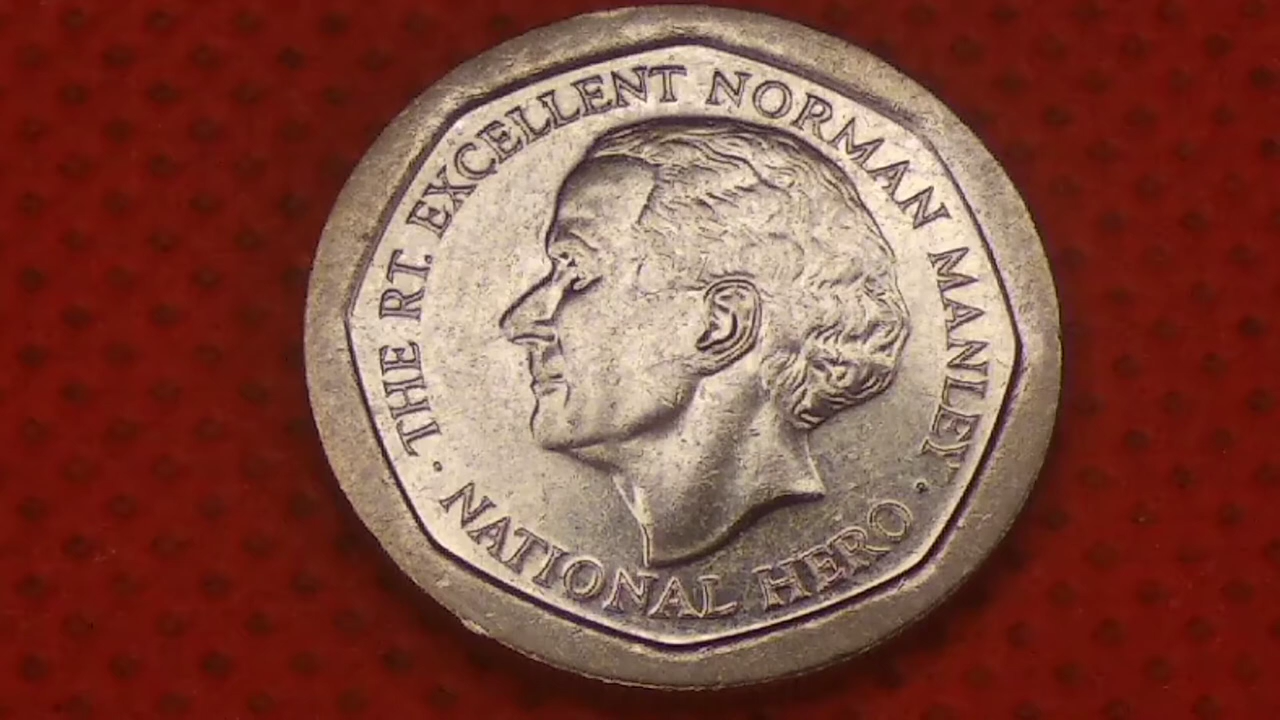 · THE RT. EXCELLENT NORMAN MANLEY ·
NATIONAL HERO